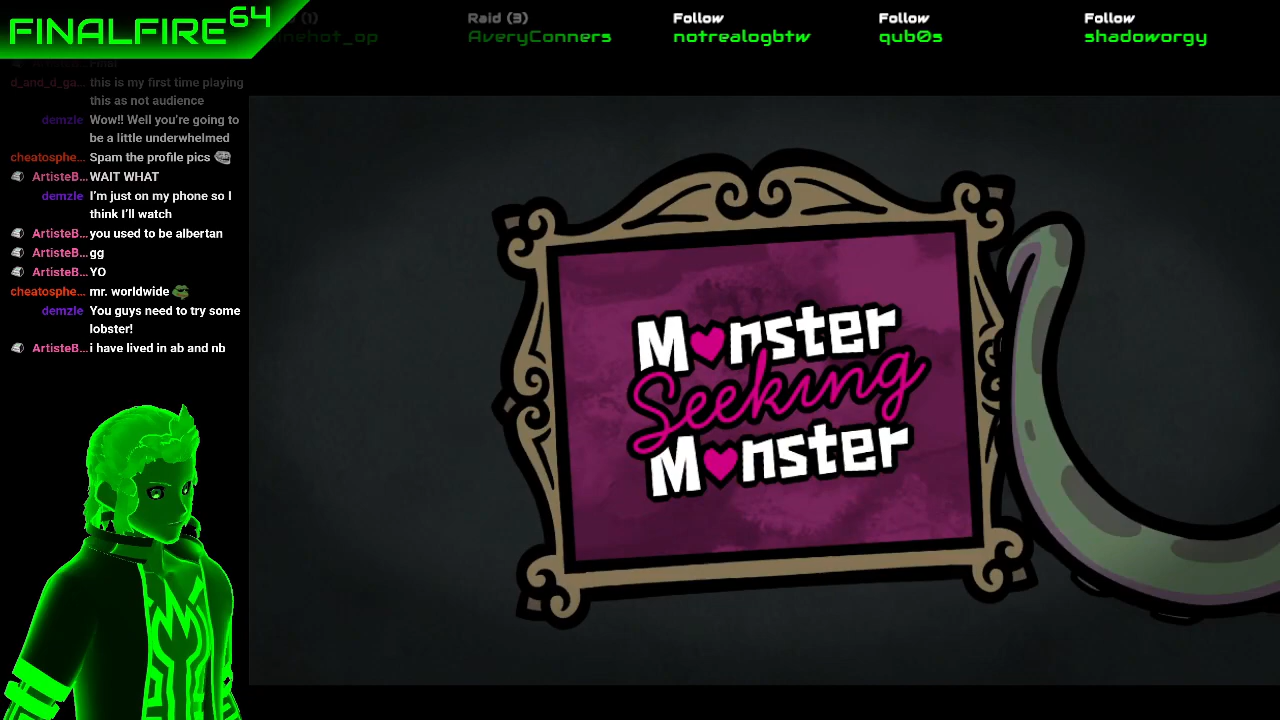 FINALFIRE64
(1)
nehot_op
Raid (3)
AveryConners
Follow
notrealogbtw
Follow
qub0s
Follow
shadoworgy
Final
d_and_d_ga... this is my first time playing
this as not audience
demzle Wow!! Well you're going to
be a little underwhelmed
cheatosphe... Spam the profile pics
ArtisteB... WAIT WHAT
demzle I'm just on my phone so I
think I'll watch
ArtisteB... you used to be albertan
ArtisteB... gg
ArtisteB... YO
cheatosphe... mr. worldwide
demzle You guys need to try some
lobster!
ArtisteB... i have lived in ab and nb
Monster
Seeking
Monster